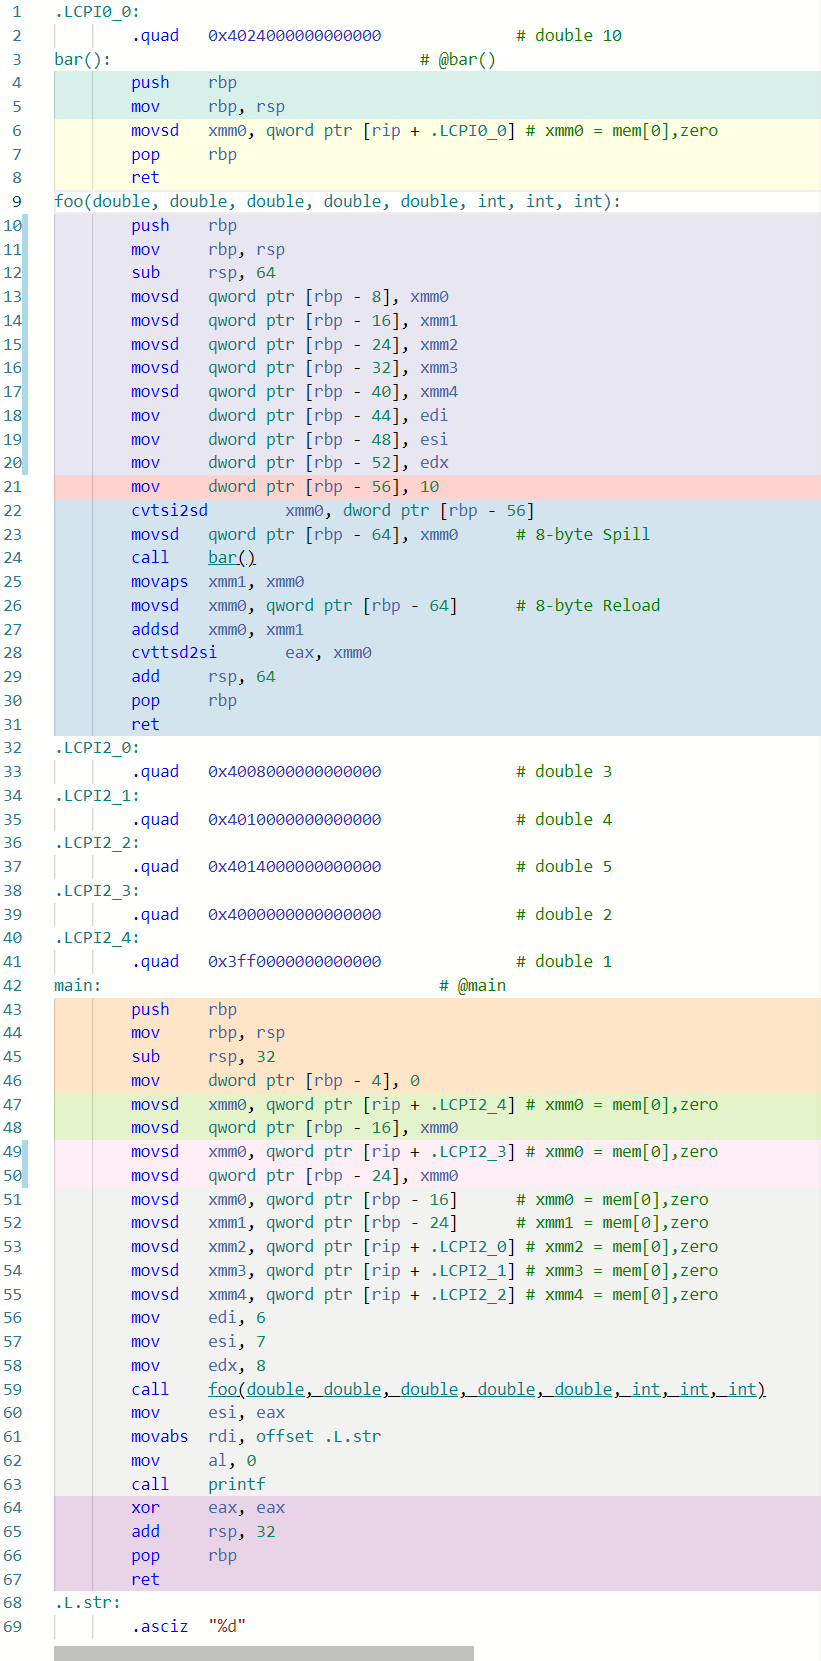 1 .LCPI0_0:
2 .quad 0x4024000000000000 # double 10
3 bar(): # @bar()
4 push rbp
5 mov rbp, rsp
6 movsd xmm0, qword ptr [rip + .LCPI0_0] # xmm0 = mem[0],zero
7 pop rbp
8 ret
9 foo(double, double, double, double, double, int, int, int):
10 push rbp
11 mov rbp, rsp
12 sub rsp, 64
13 movsd qword ptr [rbp - 8], xmm0
14 movsd qword ptr [rbp - 16], xmm1
15 movsd qword ptr [rbp - 24], xmm2
16 movsd qword ptr [rbp - 32], xmm3
17 movsd qword ptr [rbp - 40], xmm4
18 mov dword ptr [rbp - 44], edi
19 mov dword ptr [rbp - 48], esi
20 mov dword ptr [rbp - 52], edx
21 mov dword ptr [rbp - 56], 10
22 cvtsi2sd xmm0, dword ptr [rbp - 56]
23 movsd qword ptr [rbp - 64], xmm0 # 8-byte Spill
24 call bar()
25 movaps xmm1, xmm0
26 movsd xmm0, qword ptr [rbp - 64] # 8-byte Reload
27 addsd xmm0, xmm1
28 cvttsd2si eax, xmm0
29 add rsp, 64
30 pop rbp
31 ret
32 .LCPI2_0:
33 .quad 0x4008000000000000 # double 3
34 .LCPI2_1:
35 .quad 0x4010000000000000 # double 4
36 .LCPI2_2:
37 .quad 0x4014000000000000 # double 5
38 .LCPI2_3:
39 .quad 0x4000000000000000 # double 2
40 .LCPI2_4:
41 .quad 0x3ff0000000000000 # double 1
42 main: # @main
43 push rbp
44 mov rbp, rsp
45 sub rsp, 32
46 mov dword ptr [rbp - 4], 0
47 movsd xmm0, qword ptr [rip + .LCPI2_4] # xmm0 = mem[0],zero
48 movsd qword ptr [rbp - 16], xmm0
49 movsd xmm0, qword ptr [rip + .LCPI2_3] # xmm0 = mem[0],zero
50 movsd qword ptr [rbp - 24], xmm0
51 movsd xmm0, qword ptr [rbp - 16] # xmm0 = mem[0],zero
52 movsd xmm1, qword ptr [rbp - 24] # xmm1 = mem[0],zero
53 movsd xmm2, qword ptr [rip + .LCPI2_0] # xmm2 = mem[0],zero
54 movsd xmm3, qword ptr [rip + .LCPI2_1] # xmm3 = mem[0],zero
55 movsd xmm4, qword ptr [rip + .LCPI2_2] # xmm4 = mem[0],zero
56 mov edi, 6
57 mov esi, 7
58 mov edx, 8
59 call foo(double, double, double, double, double, int, int, int)
60 mov esi, eax
61 movabs rdi, offset .L.str
62 mov al, 0
63 call printf
64 xor eax, eax
65 add rsp, 32
66 pop rbp
67 ret
68 .L.str:
69 .asciz "%d"